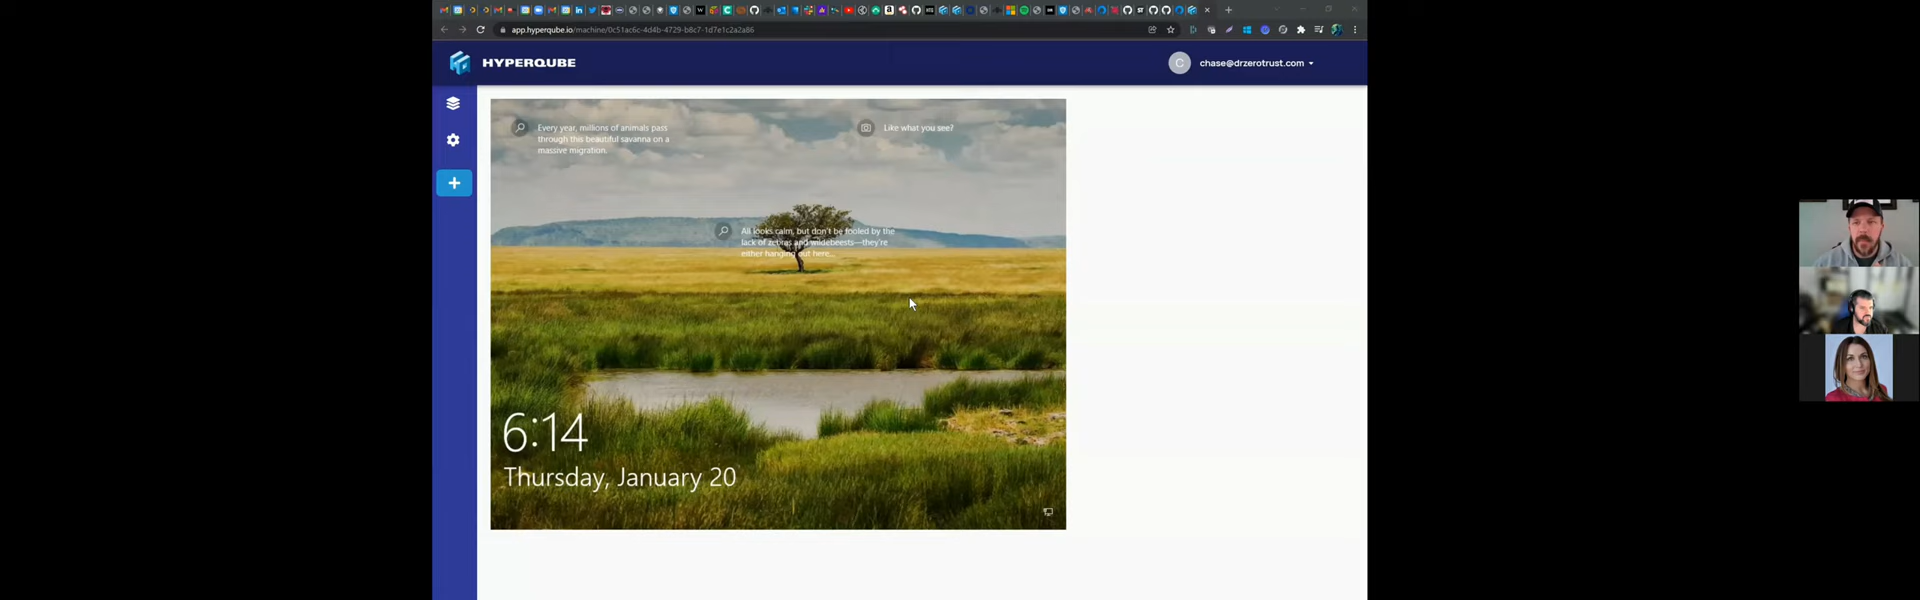 app.hyperqube.io/machine/0c51ac6c-4d4b-4729-b8c7-1d7e1c2a2a86
HYPERQUBE
C
chase@drzerotrust.com
Every year, millions of animals pass
through this beautiful savanna on a
massive migration.
Like what you see?
All looks calm, but don't be fooled by the
lack of zebras and wildebeests—they're
either hanging out here...
6:14
Thursday, January 20